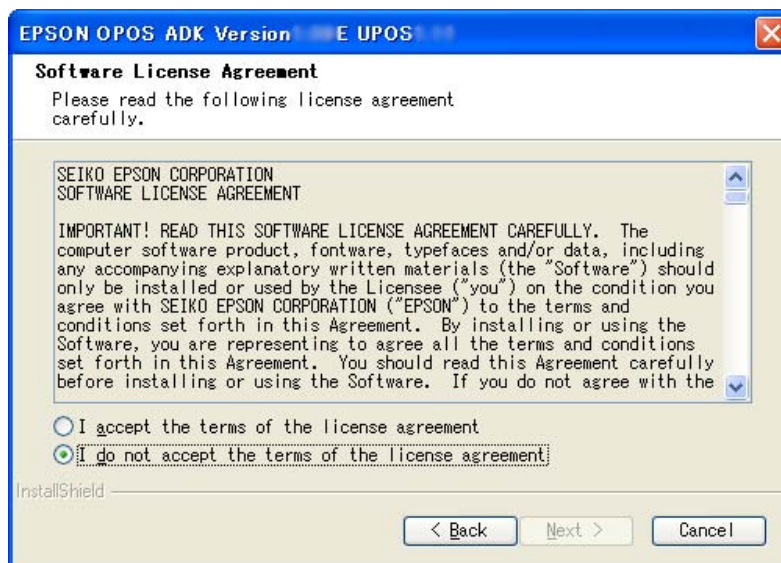 EPSON OPOS ADK Version E UPOS
Software License Agreement
Please read the following license agreement
carefully.
SEIKO EPSON CORPORATION
SOFTWARE LICENSE AGREEMENT
IMPORTANT! READ THIS SOFTWARE LICENSE AGREEMENT CAREFULLY. The
computer software product, fontware, typefaces and/or data, including
any accompanying explanatory written materials (the "Software") should
only be installed or used by the Licensee ("you") on the condition you
agree with SEIKO EPSON CORPORATION ("EPSON") to the terms and
conditions set forth in this Agreement. By installing or using the
Software, you are representing to agree all the terms and conditions
set forth in this Agreement. You should read this Agreement carefully
before installing or using the Software. If you do not agree with the
I accept the terms of the license agreement
I do not accept the terms of the license agreement
InstallShield
< Back Next > Cancel